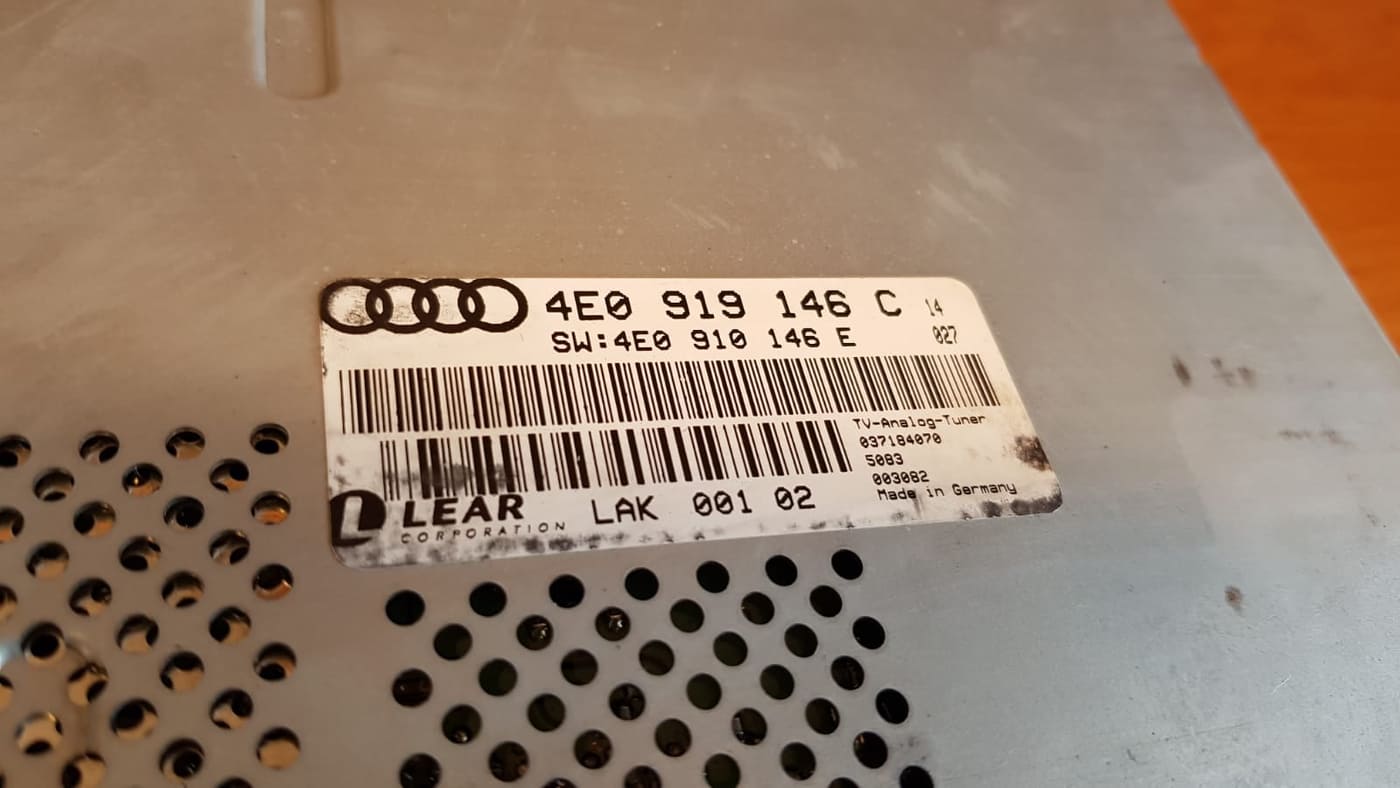 4E0 919 146 C 14
SW:4E0 910 146 E 027
TV-Analog-Tuner
037184070
5083
003082
Made in Germany
LEAR
CORPORATION
LAK 001 02